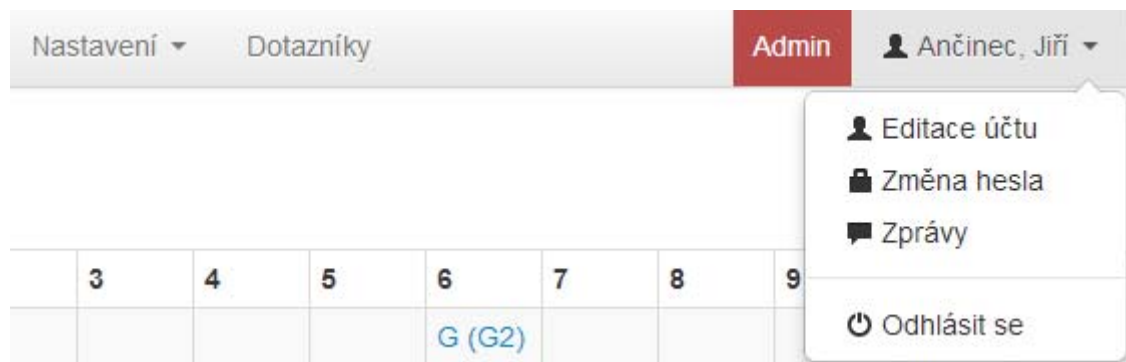 Nastavení Dotazníky Admin Ančinec, Jiří
Editace účtu
Změna hesla
Zprávy
3 4 5 6 7 8 9
Odhlásit se
G (G2)